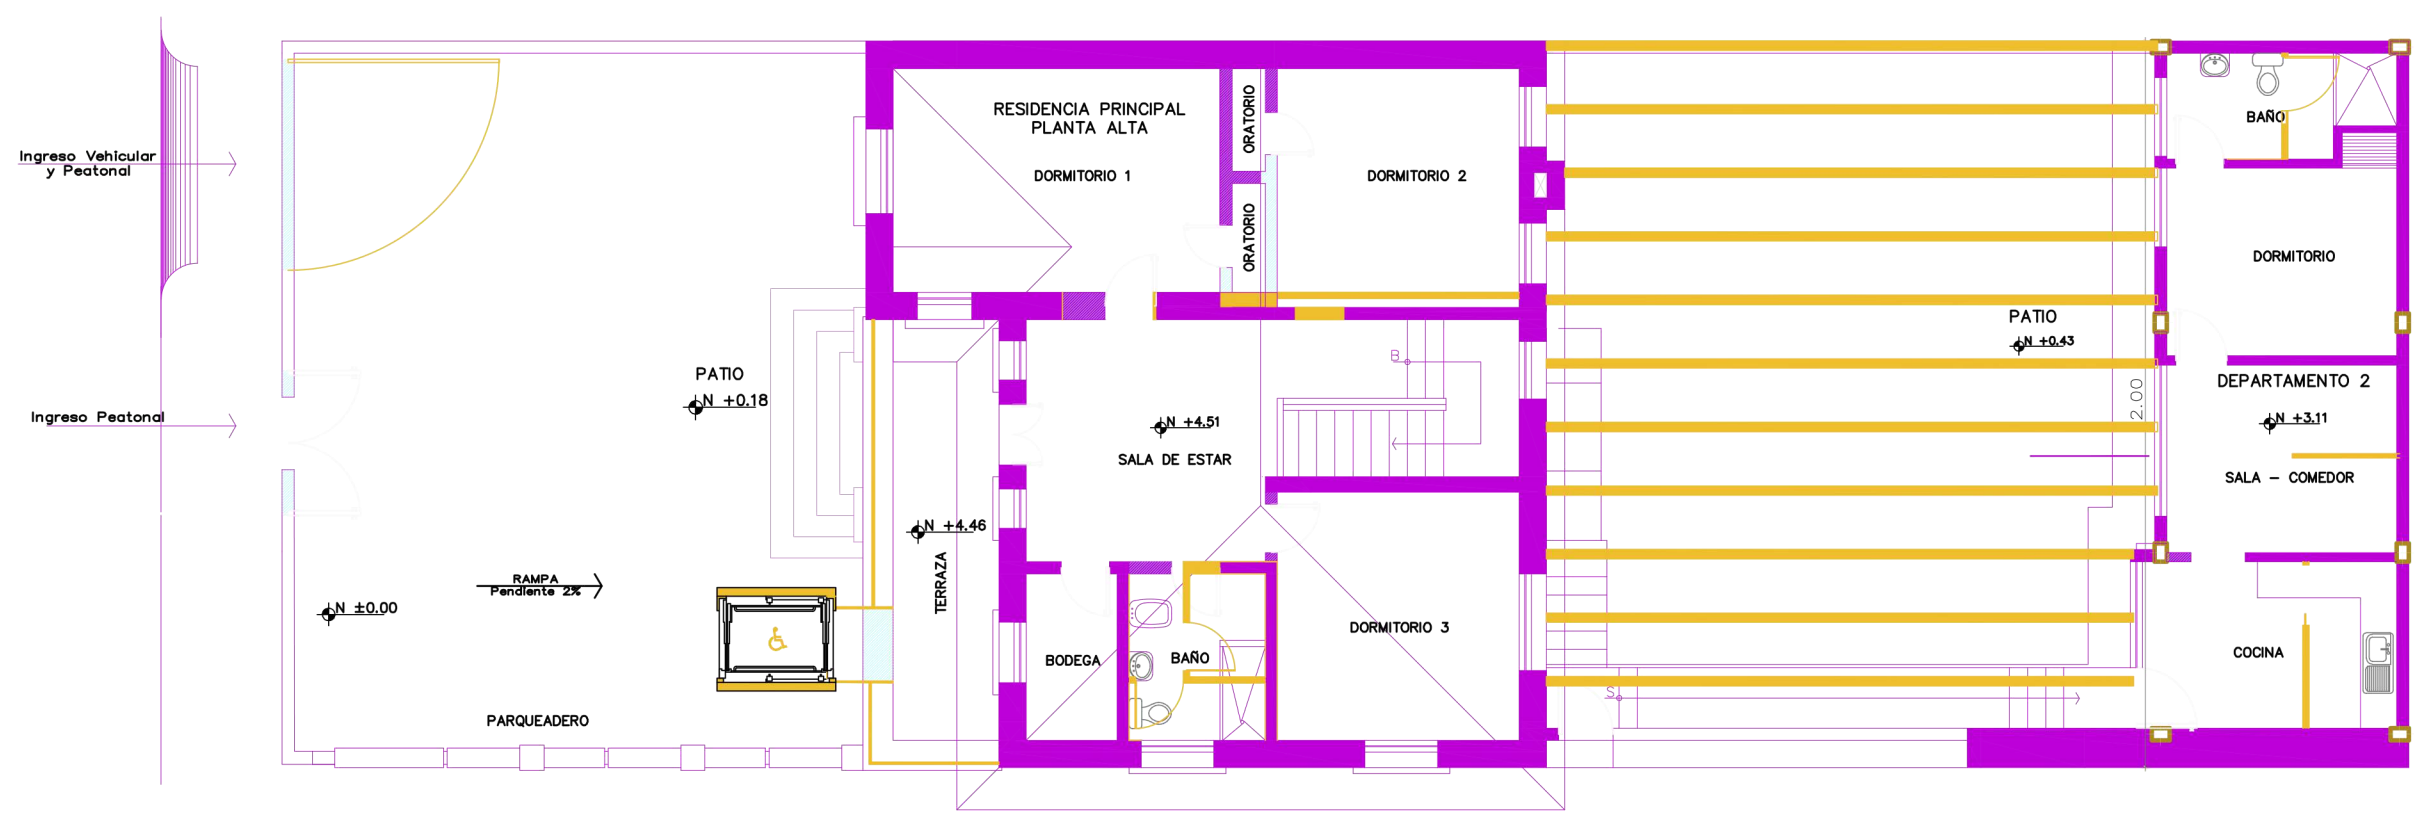 Ingreso Vehicular
y Peatonal
Ingreso Peatonal
N ±0.00
RAMPA
Pendiente 2%
PARQUEADERO
PATIO
N +0.18
RESIDENCIA PRINCIPAL
PLANTA ALTA
DORMITORIO 1
ORATORIO
ORATORIO
DORMITORIO 2
B
N +4.51
SALA DE ESTAR
N +4.46
TERRAZA
BODEGA
BAÑO
DORMITORIO 3
S
PATIO
N +0.43
2.00
BAÑO
DORMITORIO
DEPARTAMENTO 2
N +3.11
SALA - COMEDOR
COCINA